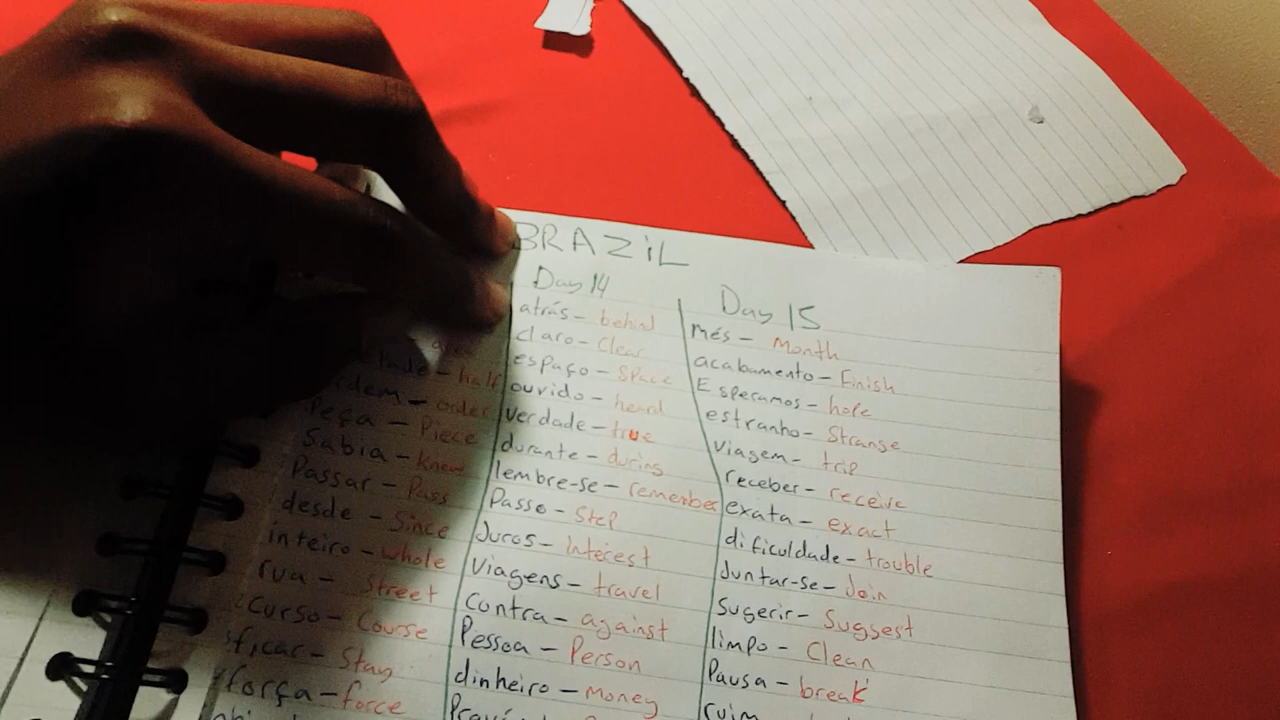 BRAZiL
half
order
Peça – Piece
Sabia – knew
Passar – Pass
desde – Since
inteiro – whole
rua – Street
Curso – Course
ficar – Stay
força – force
Day 14
atrás – behind
claro – Clear
espaço – Space
ouvido – heard
verdade – true
durante – during
lembre-se – remember
Passo – Step
Juros – interest
Viagens – travel
Contra – against
Pessoa – Person
dinheiro – money
Day 15
Mês – Month
acabamento – Finish
Esperamos – hope
estranho – Strange
viagem – trip
receber – receive
exata – exact
dificuldade – trouble
Juntar-se – Join
Sugerir – Suggest
limpo – Clean
Pausa – break
ruim